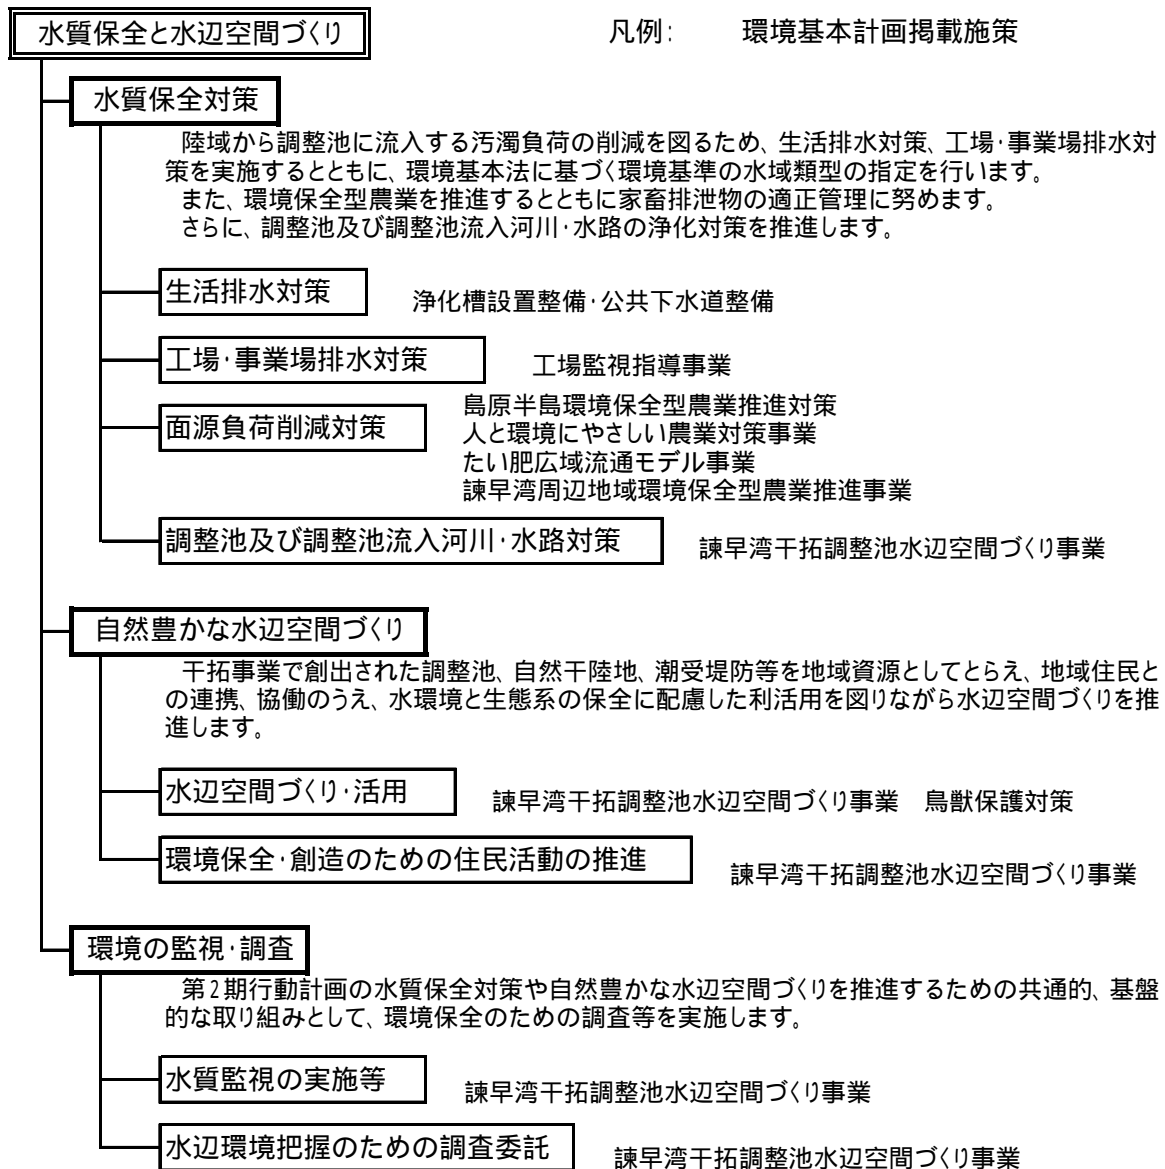 水質保全と水辺空間づくり
凡例: 環境基本計画掲載施策
水質保全対策
陸域から調整池に流入する汚濁負荷の削減を図るため、生活排水対策、工場・事業場排水対
策を実施するとともに、環境基本法に基づく環境基準の水域類型の指定を行います。
また、環境保全型農業を推進するとともに家畜排泄物の適正管理に努めます。
さらに、調整池及び調整池流入河川・水路の浄化対策を推進します。
生活排水対策 浄化槽設置整備・公共下水道整備
工場・事業場排水対策 工場監視指導事業
面源負荷削減対策
島原半島環境保全型農業推進対策
人と環境にやさしい農業対策事業
たい肥広域流通モデル事業
諫早湾周辺地域環境保全型農業推進事業
調整池及び調整池流入河川・水路対策 諫早湾干拓調整池水辺空間づくり事業
自然豊かな水辺空間づくり
干拓事業で創出された調整池、自然干陸地、潮受堤防等を地域資源としてとらえ、地域住民と
の連携、協働のうえ、水環境と生態系の保全に配慮した利活用を図りながら水辺空間づくりを推
進します。
水辺空間づくり・活用 諫早湾干拓調整池水辺空間づくり事業 鳥獣保護対策
環境保全・創造のための住民活動の推進 諫早湾干拓調整池水辺空間づくり事業
環境の監視・調査
第2期行動計画の水質保全対策や自然豊かな水辺空間づくりを推進するための共通的、基盤
的な取り組みとして、環境保全のための調査等を実施します。
水質監視の実施等 諫早湾干拓調整池水辺空間づくり事業
水辺環境把握のための調査委託 諫早湾干拓調整池水辺空間づくり事業